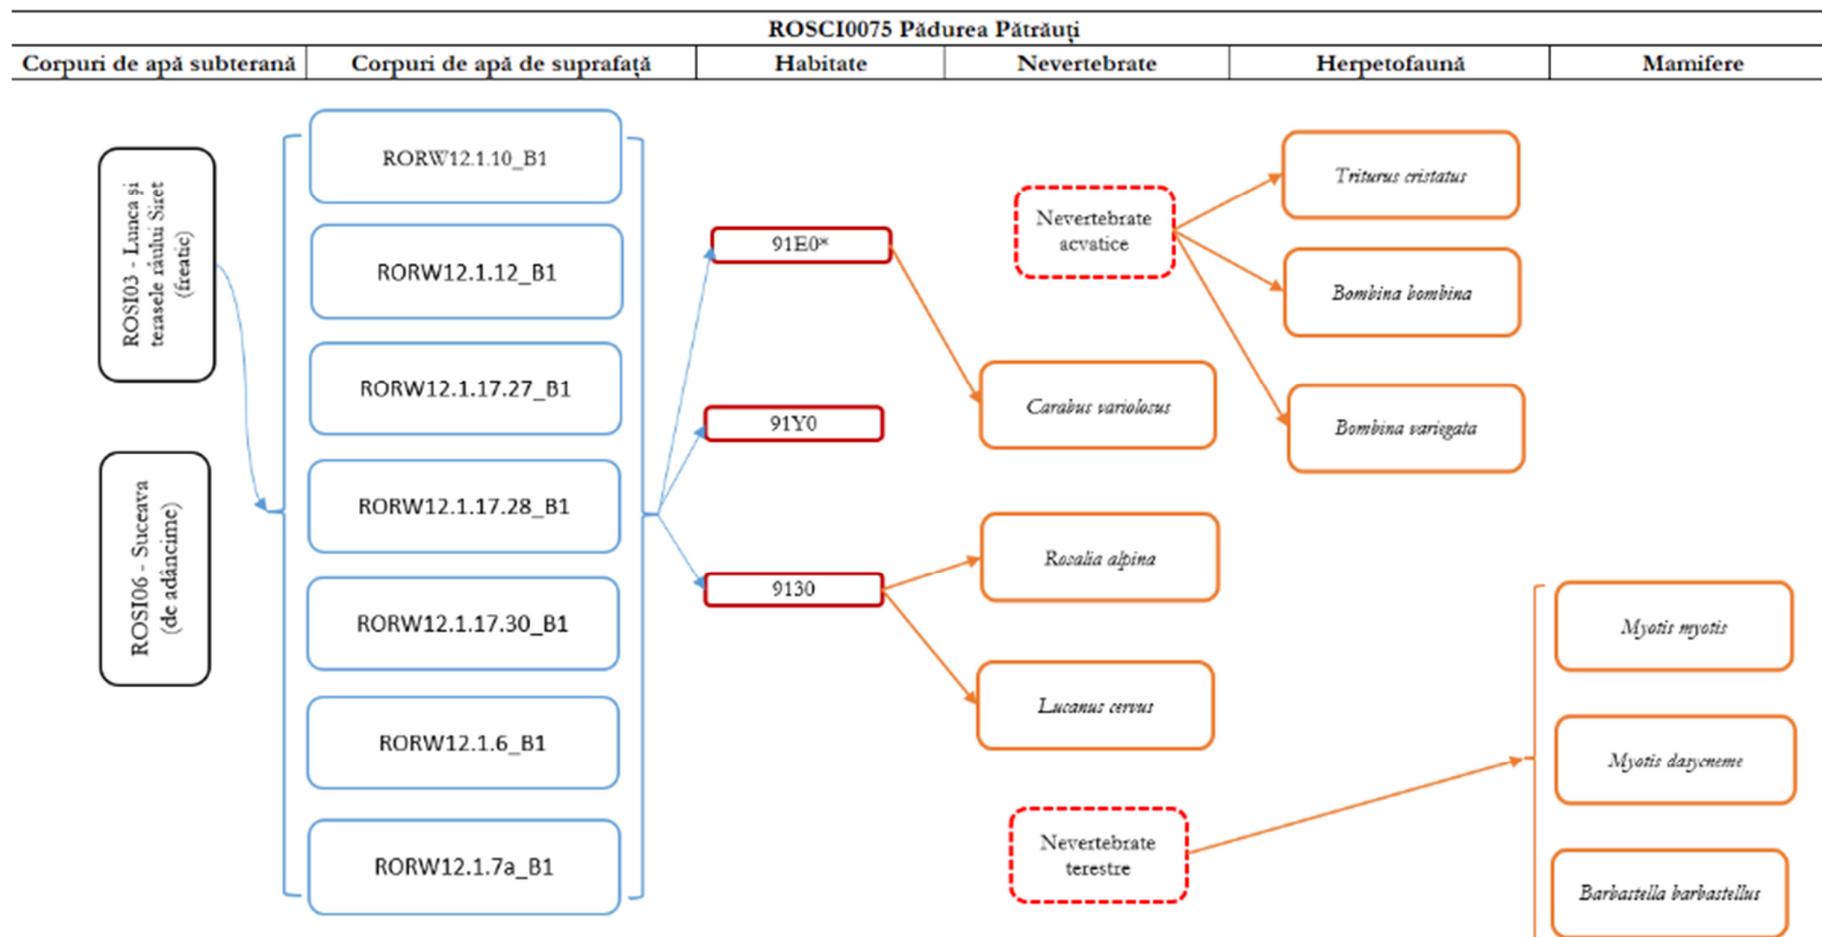 ROSCI0075 Pădurea Pătrăuți
Corpuri de apă subterană
Corpuri de apă de suprafață
Habitate
Nevertebrate
Herpetofaună
Mamifere
ROSI03 - Lunca și
terasele râului Siret
(freatic)
ROSI06 - Suceava
(de adâncime)
RORW12.1.10_B1
RORW12.1.12_B1
RORW12.1.17.27_B1
RORW12.1.17.28_B1
RORW12.1.17.30_B1
RORW12.1.6_B1
RORW12.1.7a_B1
91E0*
91Y0
9130
Nevertebrate
acvatice
Carabus variolosus
Rosalia alpina
Lucanus cervus
Nevertebrate
terestre
Triturus cristatus
Bombina bombina
Bombina variegata
Myotis myotis
Myotis dasycneme
Barbastella barbastellus